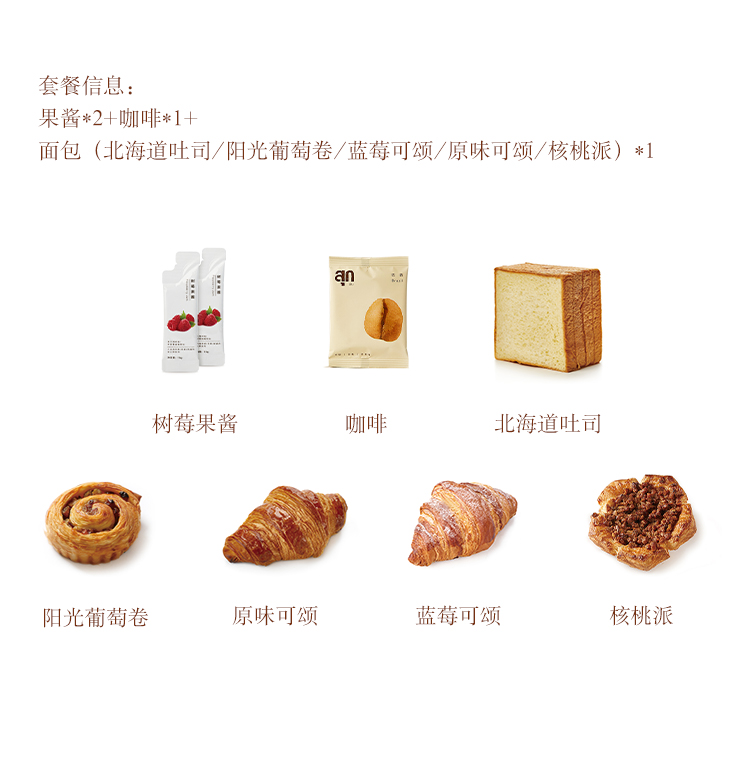 套餐信息：
果酱*2+咖啡*1+
面包（北海道吐司/阳光葡萄卷/蓝莓可颂/原味可颂/核桃派）*1
树莓果酱
咖啡
北海道吐司
阳光葡萄卷
原味可颂
蓝莓可颂
核桃派